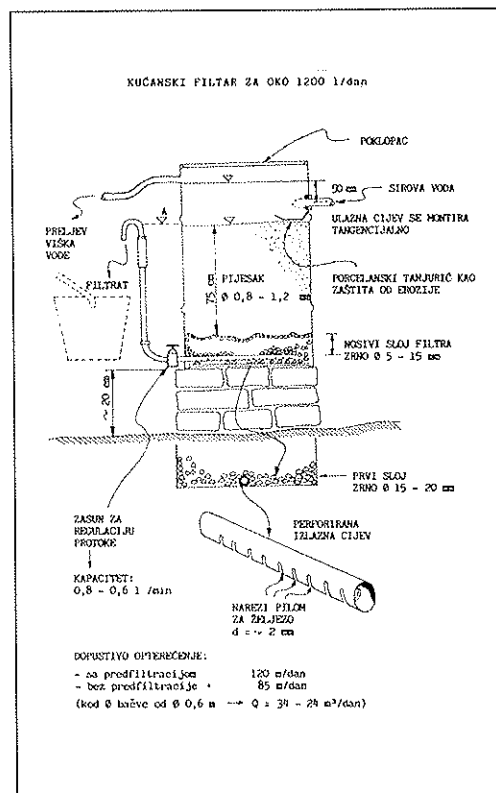 KUĆANSKI FILTAR ZA OKO 1200 l/dan
POKLOPAC
50 mm
SIROVA VODA
ULAZNA CIJEV SE MONTIRA
TANGENCIJALNO
A
PRELJEV
VIŠKA
VODE
FILTRAT
75 cm
PIJESAK
Ø 0,8 - 1,2 mm
PORCELANSKI TANJURIĆ KAO
ZAŠTITA OD EROZIJE
NOSIVI SLOJ FILTRA
ZRNO Ø 5 - 15 mm
~ 20 cm
PRVI SLOJ
ZRNO Ø 15 - 20 mm
ZASUN ZA
REGULACIJU
PROTOKE
PERFORIRANA
IZLAZNA CIJEV
KAPACITET:
0,8 - 0,6 l /min
NAREZI PILOM
ZA ŽELJEZO
d = ~ 2 mm
DOPUSTIVO OPTEREĆENJE:
- sa predfiltracijom 120 m/dan
- bez predfiltracije 85 m/dan
(kod Ø bačve od Ø 0,6 m → Q = 34 - 24 m³/dan)